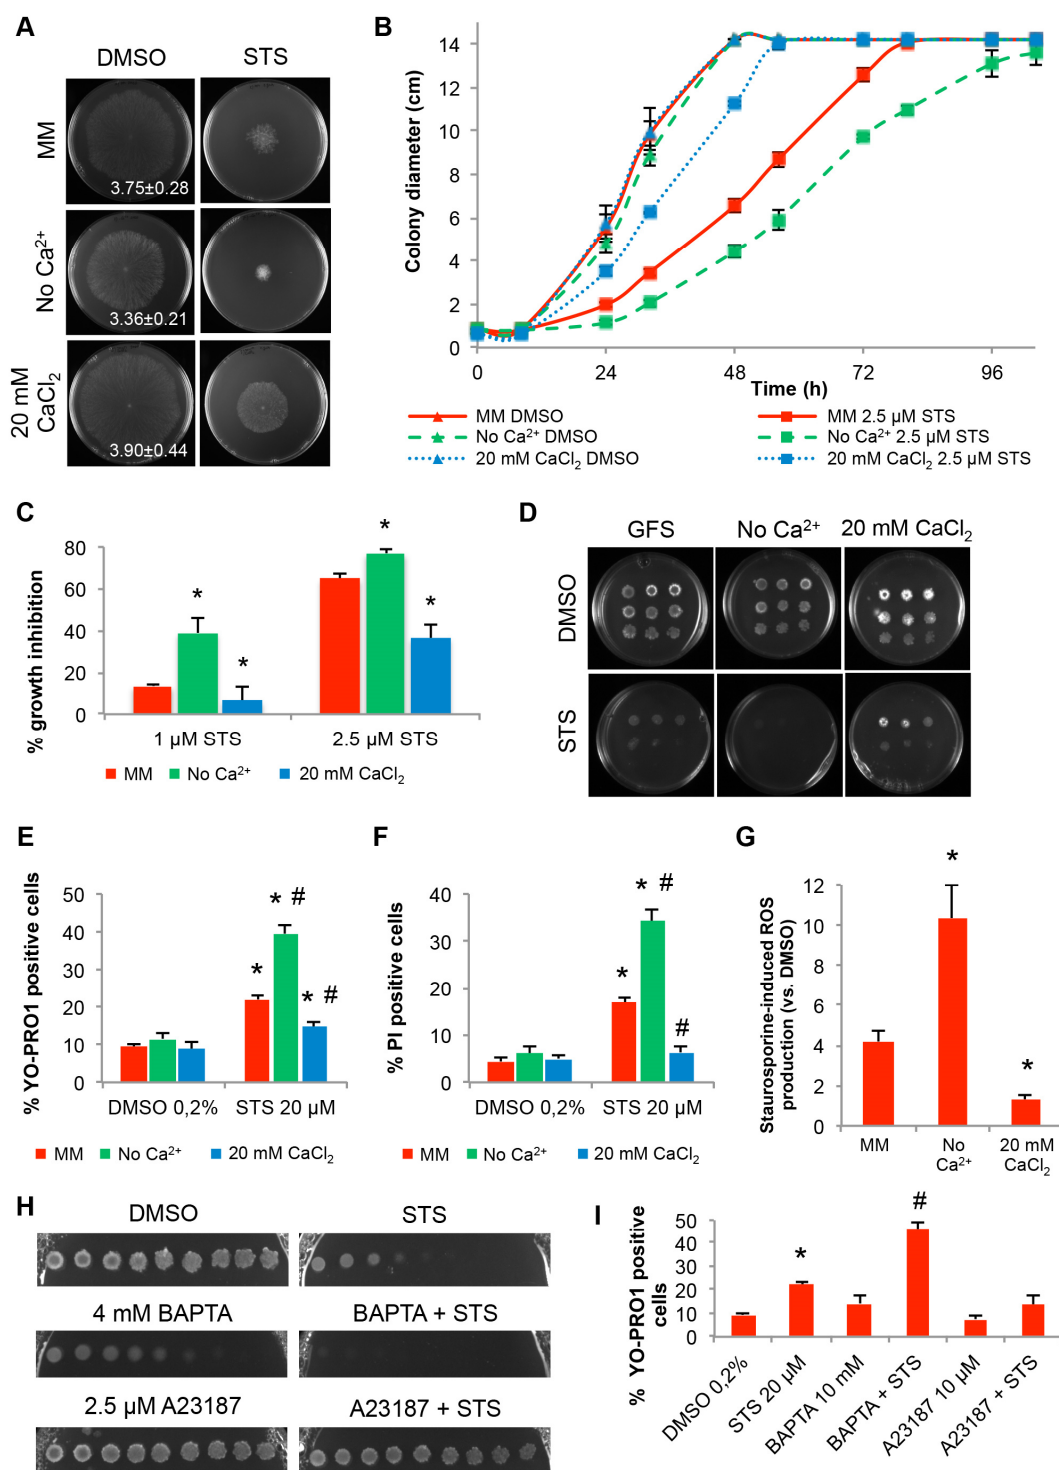 A
DMSO STS
MM
3.75±0.28
No Ca²⁺
3.36±0.21
20 mM
CaCl₂
3.90±0.44
B
Colony diameter (cm)
14
12
10
8
6
4
2
0
0 24 48 72 96
Time (h)
MM DMSO
No Ca²⁺ DMSO
20 mM CaCl₂ DMSO
MM 2.5 µM STS
No Ca²⁺ 2.5 µM STS
20 mM CaCl₂ 2.5 µM STS
C
% growth inhibition
80
60
40
20
0
* * * *
1 µM STS 2.5 µM STS
MM No Ca²⁺ 20 mM CaCl₂
D
GFS No Ca²⁺ 20 mM CaCl₂
DMSO
STS
E
% YO-PRO1 positive cells
50
40
30
20
10
0
* * # * #
DMSO 0,2% STS 20 µM
MM No Ca²⁺ 20 mM CaCl₂
F
% PI positive cells
40
30
20
10
0
* * # #
DMSO 0,2% STS 20 µM
MM No Ca²⁺ 20 mM CaCl₂
G
Staurosporine-induced ROS
production (vs. DMSO)
12
10
8
6
4
2
0
* *
MM No Ca²⁺ 20 mM CaCl₂
H
DMSO STS
4 mM BAPTA BAPTA + STS
2.5 µM A23187 A23187 + STS
I
% YO-PRO1 positive
cells
50
40
30
20
10
0
* #
DMSO 0,2%
STS 20 µM
BAPTA 10 mM
BAPTA + STS
A23187 10 µM
A23187 + STS